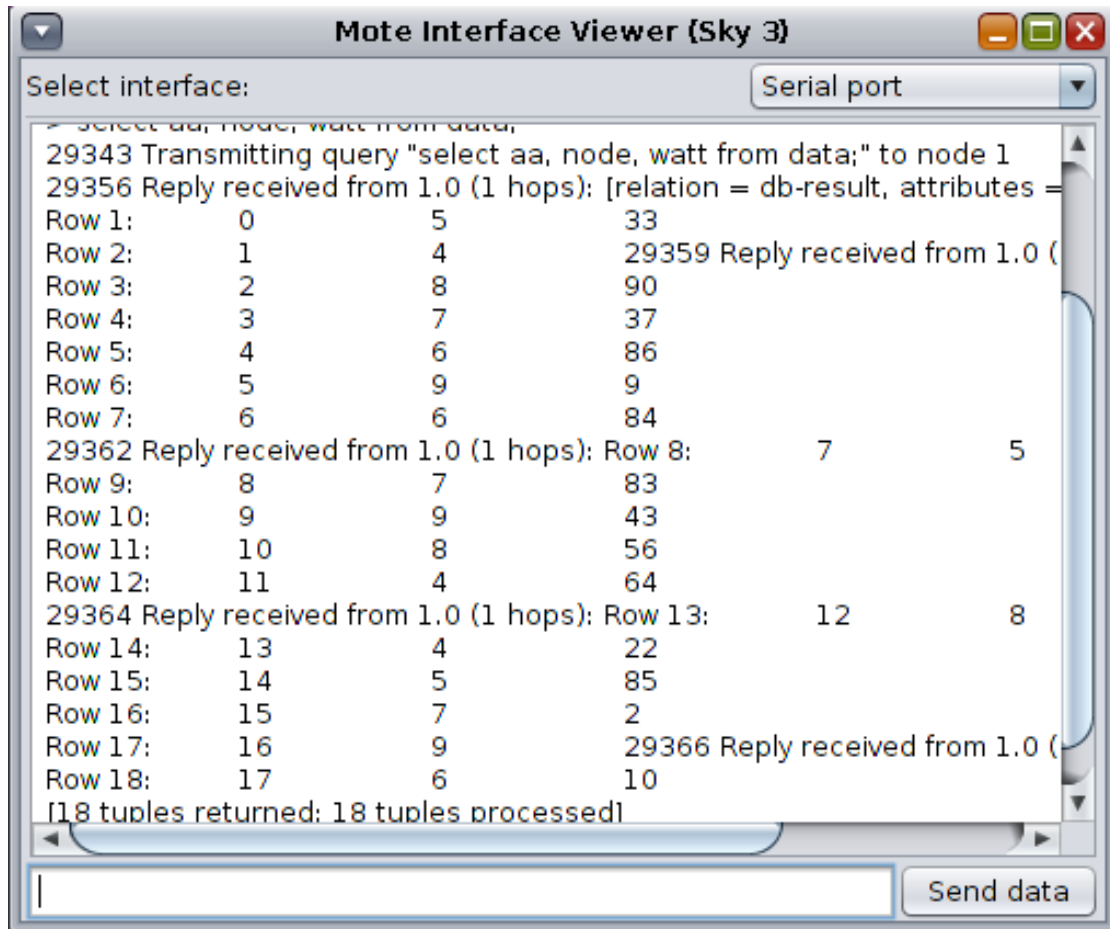 Mote Interface Viewer (Sky 3)
Select interface: Serial port
> select aa, node, watt from data;
29343 Transmitting query "select aa, node, watt from data;" to node 1
29356 Reply received from 1.0 (1 hops): [relation = db-result, attributes =
Row 1: 0 5 33
Row 2: 1 4 29359 Reply received from 1.0 (
Row 3: 2 8 90
Row 4: 3 7 37
Row 5: 4 6 86
Row 6: 5 9 9
Row 7: 6 6 84
29362 Reply received from 1.0 (1 hops): Row 8: 7 5
Row 9: 8 7 83
Row 10: 9 9 43
Row 11: 10 8 56
Row 12: 11 4 64
29364 Reply received from 1.0 (1 hops): Row 13: 12 8
Row 14: 13 4 22
Row 15: 14 5 85
Row 16: 15 7 2
Row 17: 16 9 29366 Reply received from 1.0 (
Row 18: 17 6 10
[18 tuples returned; 18 tuples processed]
Send data